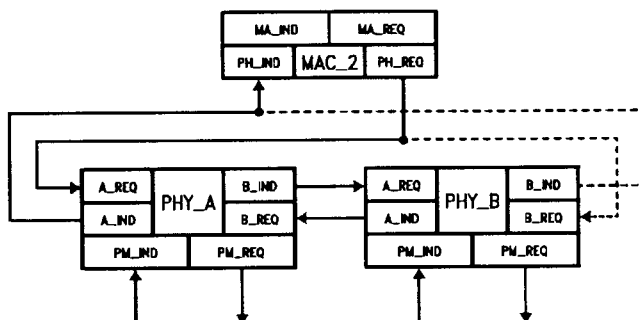 MA_IND MA_REQ
PH_IND MAC_2 PH_REQ
A_REQ PHY_A B_IND A_REQ PHY_B B_IND
A_IND B_REQ A_IND B_REQ
PM_IND PM_REQ PM_IND PM_REQ